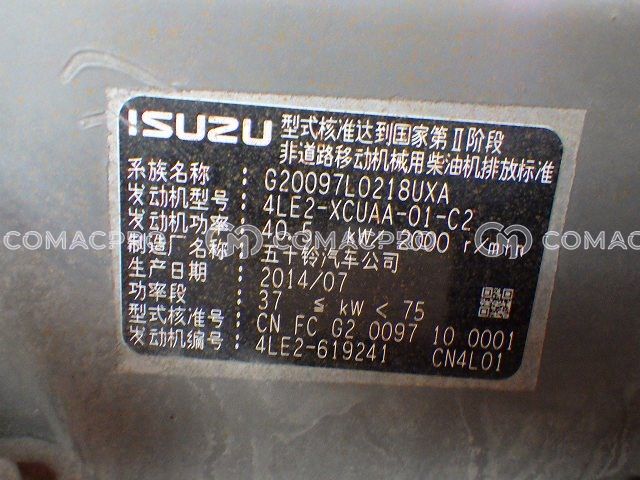 ISUZU 型式核准达到国家第Ⅱ阶段
非道路移动机械用柴油机排放标准
系族名称 : G20097L0218UXA
发动机型号 : 4LE2-XCUAA-01-C2
发动机功率 : 40.5 kW/ 2000 r/min
制造厂名称 : 五十铃汽车公司
生产日期 : 2014/07
功率段 : 37 ≦ kW < 75
型式核准号 : CN FC G2 0097 10 0001
发动机编号 : 4LE2-619241 CN4L01
COMACPRO COMACPRO COMACPRO